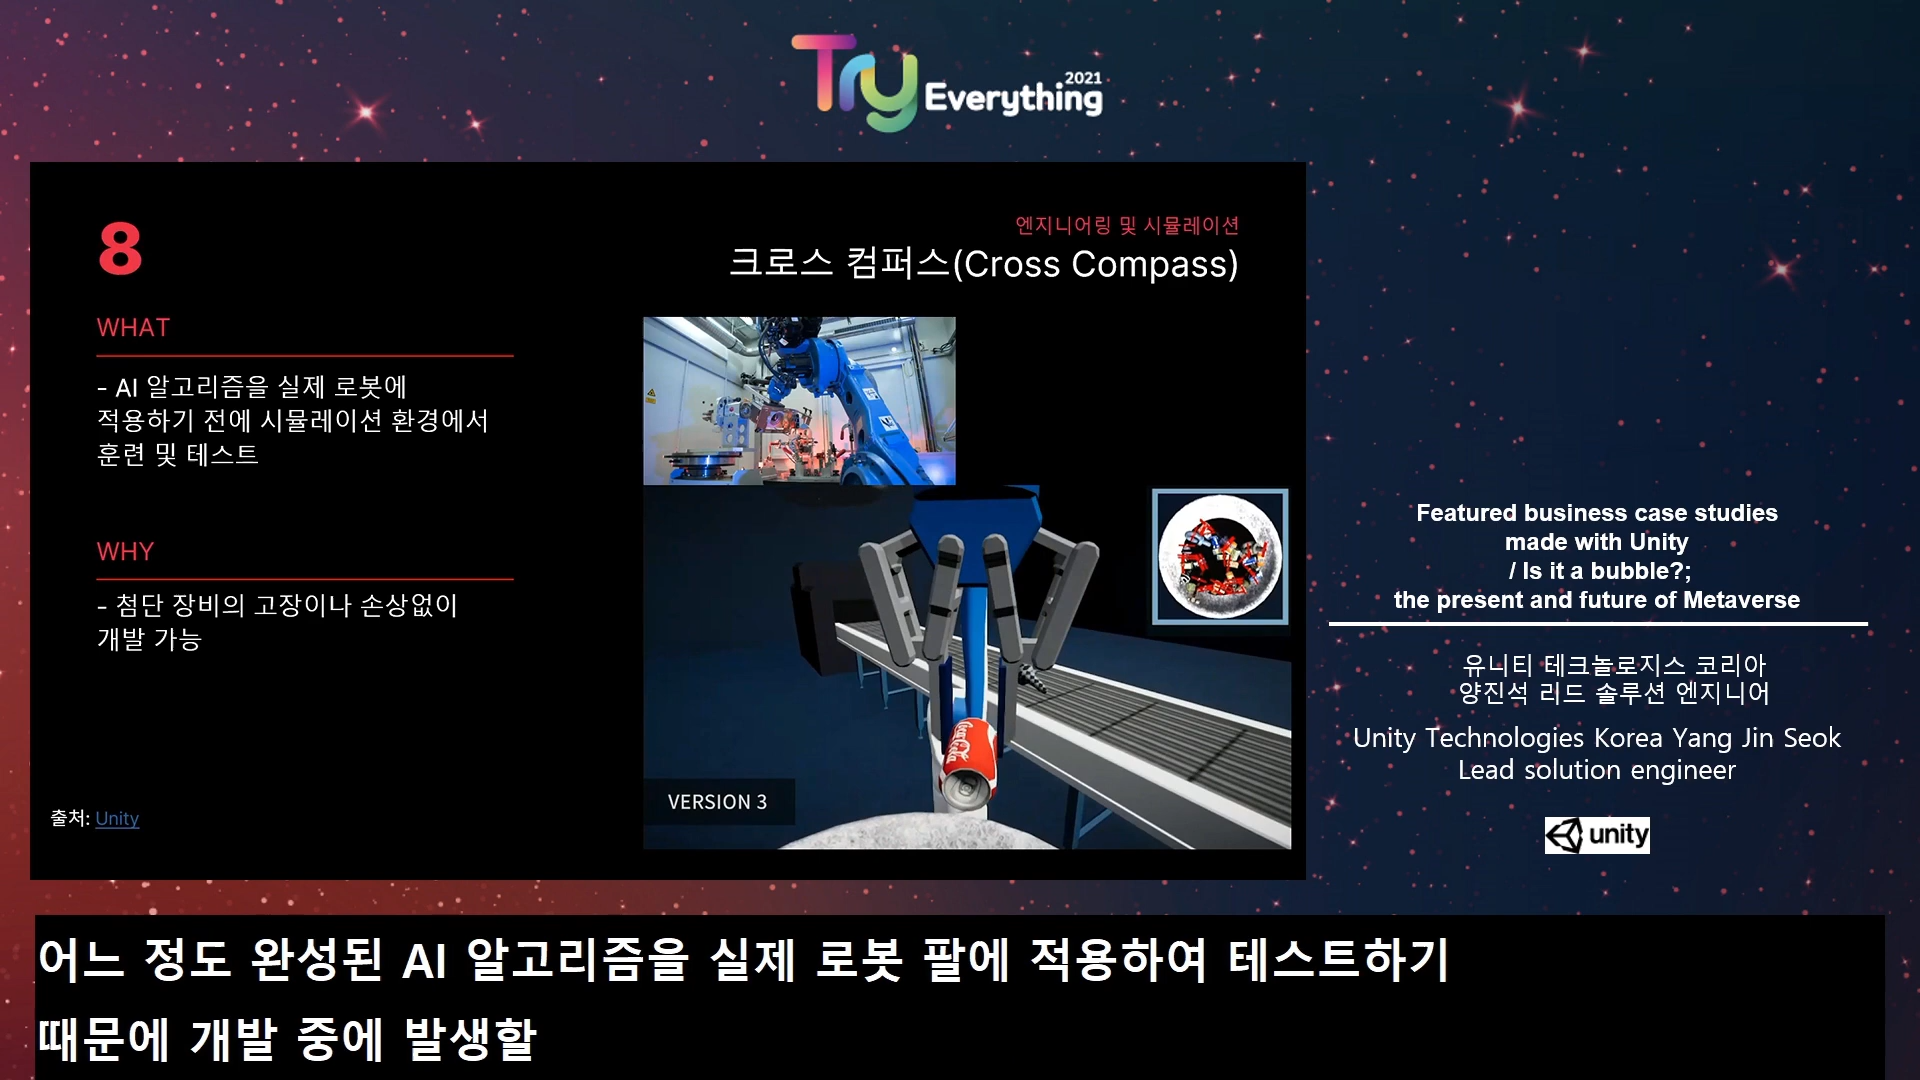 Try Everything 2021
8
엔지니어링 및 시뮬레이션
크로스 컴퍼스(Cross Compass)
WHAT
- AI 알고리즘을 실제 로봇에
적용하기 전에 시뮬레이션 환경에서
훈련 및 테스트
WHY
- 첨단 장비의 고장이나 손상없이
개발 가능
출처: Unity
Coca-Cola
VERSION 3
Featured business case studies
made with Unity
/ Is it a bubble?;
the present and future of Metaverse
유니티 테크놀로지스 코리아
양진석 리드 솔루션 엔지니어
Unity Technologies Korea Yang Jin Seok
Lead solution engineer
unity
어느 정도 완성된 AI 알고리즘을 실제 로봇 팔에 적용하여 테스트하기
때문에 개발 중에 발생할